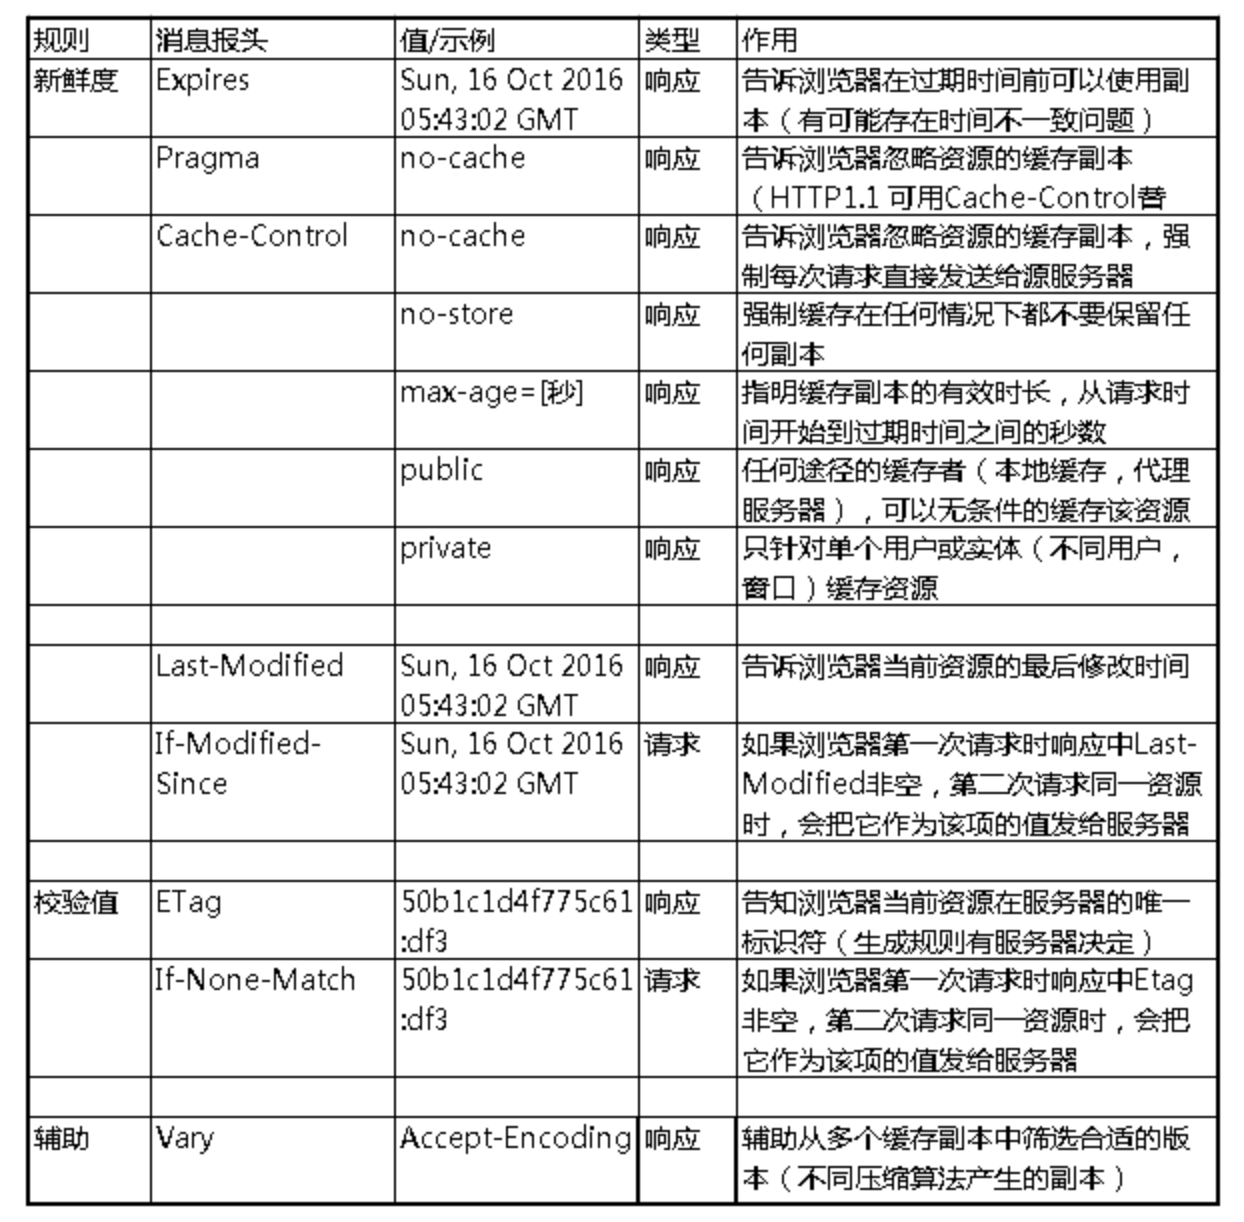 规则 消息报头 值/示例 类型 作用
新鲜度 Expires Sun, 16 Oct 2016 响应 告诉浏览器在过期时间前可以使用副
05:43:02 GMT 本（有可能存在时间不一致问题）
Pragma no-cache 响应 告诉浏览器忽略资源的缓存副本
（HTTP1.1 可用Cache-Control替
Cache-Control no-cache 响应 告诉浏览器忽略资源的缓存副本，强
制每次请求直接发送给源服务器
no-store 响应 强制缓存在任何情况下都不要保留任
何副本
max-age=[秒] 响应 指明缓存副本的有效时长，从请求时
间开始到过期时间之间的秒数
public 响应 任何途径的缓存者（本地缓存，代理
服务器），可以无条件的缓存该资源
private 响应 只针对单个用户或实体（不同用户，
窗口）缓存资源
Last-Modified Sun, 16 Oct 2016 响应 告诉浏览器当前资源的最后修改时间
05:43:02 GMT
If-Modified- Sun, 16 Oct 2016 请求 如果浏览器第一次请求时响应中Last-
Since 05:43:02 GMT Modified非空，第二次请求同一资源
时，会把它作为该项的值发给服务器
校验值 ETag 50b1c1d4f775c61 响应 告知浏览器当前资源在服务器的唯一
:df3 标识符（生成规则有服务器决定）
If-None-Match 50b1c1d4f775c61 请求 如果浏览器第一次请求时响应中Etag
:df3 非空，第二次请求同一资源时，会把
它作为该项的值发给服务器
辅助 Vary Accept-Encoding 响应 辅助从多个缓存副本中筛选合适的版
本（不同压缩算法产生的副本）